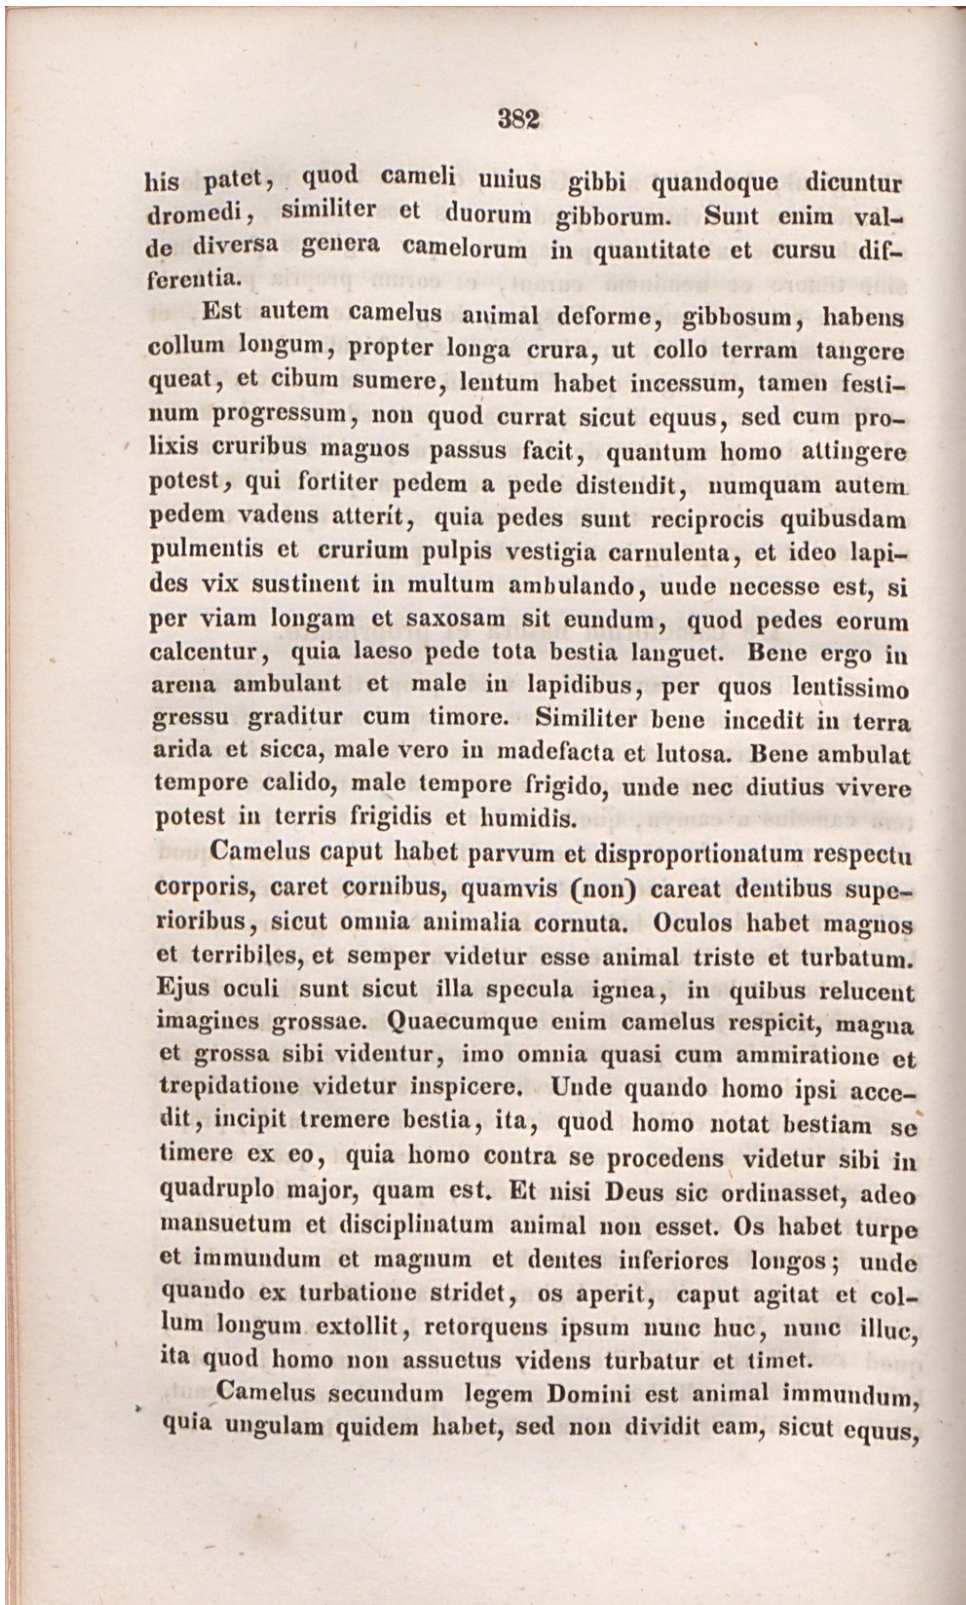 382
his patet, quod cameli unius gibbi quandoque dicuntur
dromedi, similiter et duorum gibborum. Sunt enim val-
de diversa genera camelorum in quantitate et cursu dif-
ferentia.
Est autem camelus animal deforme, gibbosum, habens
collum longum, propter longa crura, ut collo terram tangere
queat, et cibum sumere, lentum habet incessum, tamen festi-
num progressum, non quod currat sicut equus, sed cum pro-
lixis cruribus magnos passus facit, quantum homo attingere
potest, qui fortiter pedem a pede distendit, numquam autem
pedem vadens atterit, quia pedes sunt reciprocis quibusdam
pulmentis et crurium pulpis vestigia carnulenta, et ideo lapi-
des vix sustinent in multum ambulando, unde necesse est, si
per viam longam et saxosam sit eundum, quod pedes eorum
calcentur, quia laeso pede tota bestia languet. Bene ergo in
arena ambulant et male in lapidibus, per quos lentissimo
gressu graditur cum timore. Similiter bene incedit in terra
arida et sicca, male vero in madefacta et lutosa. Bene ambulat
tempore calido, male tempore frigido, unde nec diutius vivere
potest in terris frigidis et humidis.
Camelus caput habet parvum et disproportionatum respectu
corporis, caret cornibus, quamvis (non) careat dentibus supe-
rioribus, sicut omnia animalia cornuta. Oculos habet magnos
et terribiles, et semper videtur esse animal triste et turbatum.
Ejus oculi sunt sicut illa specula ignea, in quibus relucent
imagines grossae. Quaecumque enim camelus respicit, magna
et grossa sibi videntur, imo omnia quasi cum ammiratione et
trepidatione videtur inspicere. Unde quando homo ipsi acce-
dit, incipit tremere bestia, ita, quod homo notat bestiam se
timere ex eo, quia homo contra se procedens videtur sibi in
quadruplo major, quam est. Et nisi Deus sic ordinasset, adeo
mansuetum et disciplinatum animal non esset. Os habet turpe
et immundum et magnum et dentes inferiores longos; unde
quando ex turbatione stridet, os aperit, caput agitat et col-
lum longum extollit, retorquens ipsum nunc huc, nunc illuc,
ita quod homo non assuetus videns turbatur et timet.
Camelus secundum legem Domini est animal immundum,
quia ungulam quidem habet, sed non dividit eam, sicut equus,